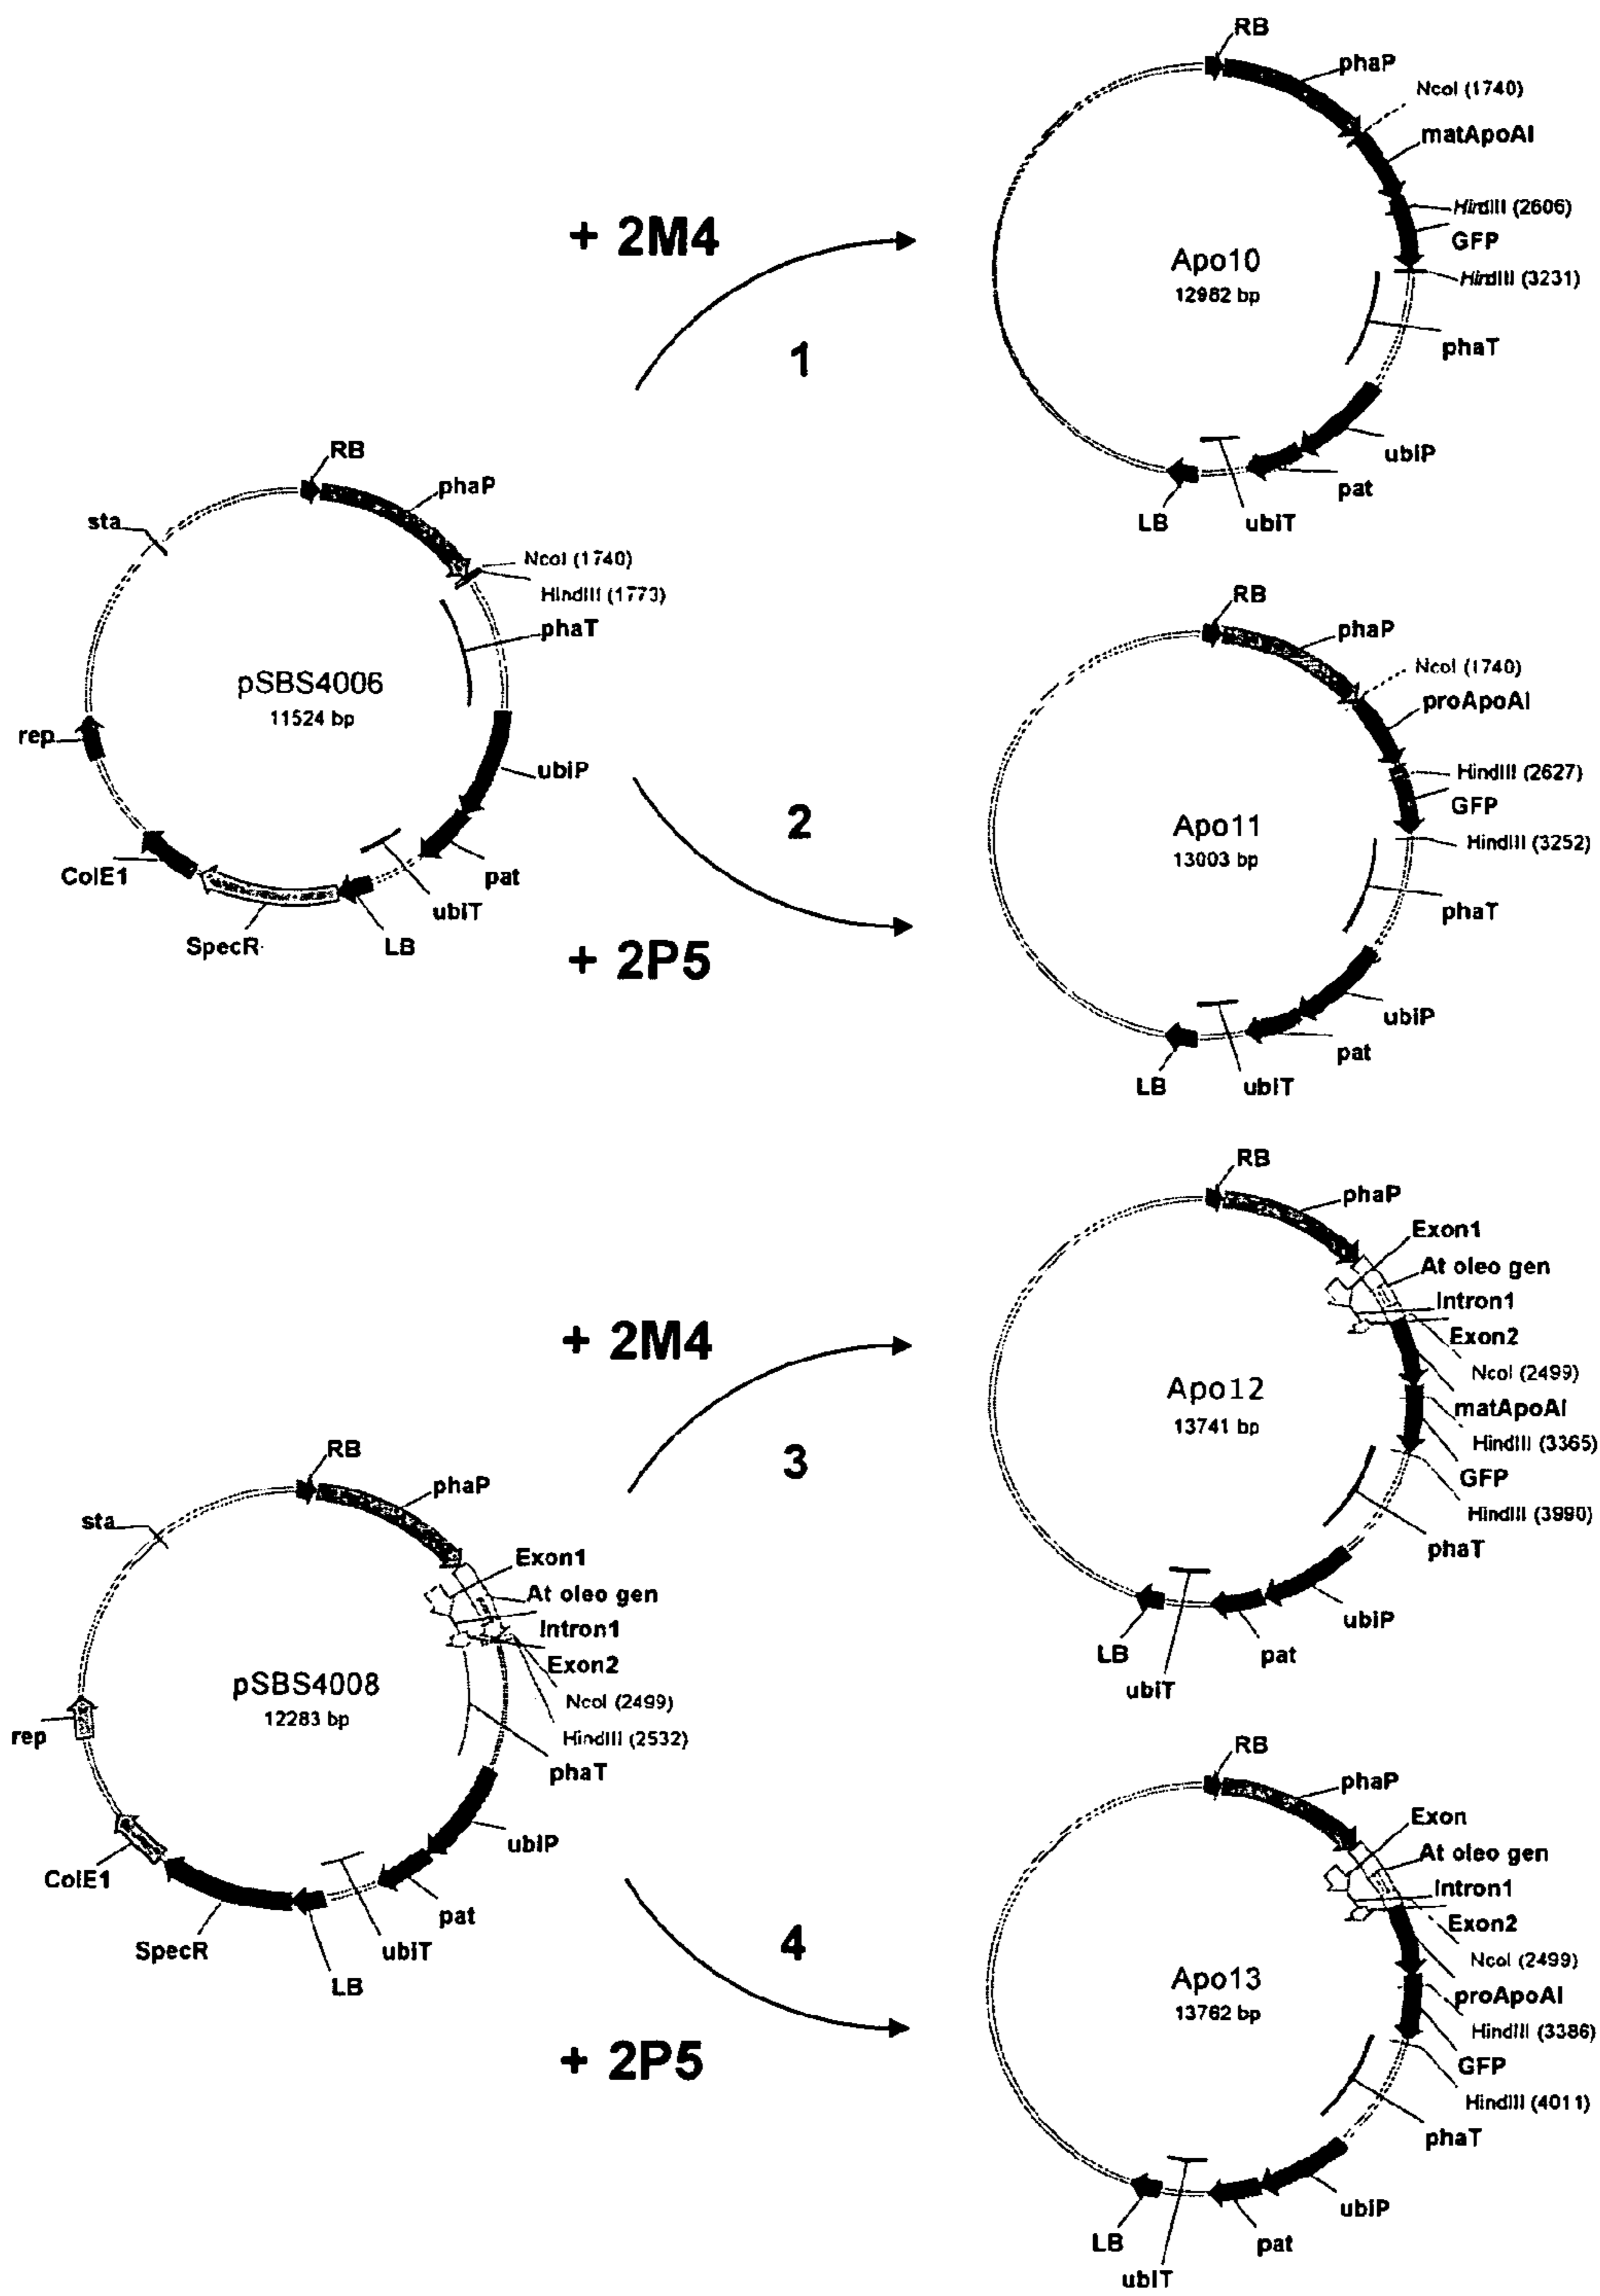 RB
phaP
NcoI (1740)
matApoAI
+ 2M4
HindIII (2606)
GFP
Apo10
12982 bp
HindIII (3231)
1
phaT
RB
ubiP
phaP
pat
sta
LB
ubiT
NcoI (1740)
HindIII (1773)
phaT
RB
phaP
pSBS4006
11524 bp
NcoI (1740)
proApoAI
rep
ubiP
HindIII (2627)
2
GFP
Apo11
13003 bp
HindIII (3252)
ColE1
pat
ubiT
phaT
SpecR
LB
+ 2P5
ubiP
pat
LB
ubiT
RB
phaP
Exon1
At oleo gen
Intron1
+ 2M4
Exon2
NcoI (2499)
Apo12
13741 bp
matApoAI
HindIII (3365)
RB
3
GFP
phaP
HindIII (3990)
sta
phaT
Exon1
At oleo gen
ubiP
Intron1
LB
pat
Exon2
ubiT
pSBS4008
12283 bp
NcoI (2499)
rep
HindIII (2532)
RB
phaT
phaP
Exon
ubiP
At oleo gen
ColE1
Intron1
pat
Exon2
SpecR
ubiT
4
NcoI (2499)
LB
Apo13
13762 bp
proApoAI
HindIII (3386)
+ 2P5
GFP
HindIII (4011)
phaT
ubiP
LB
pat
ubiT